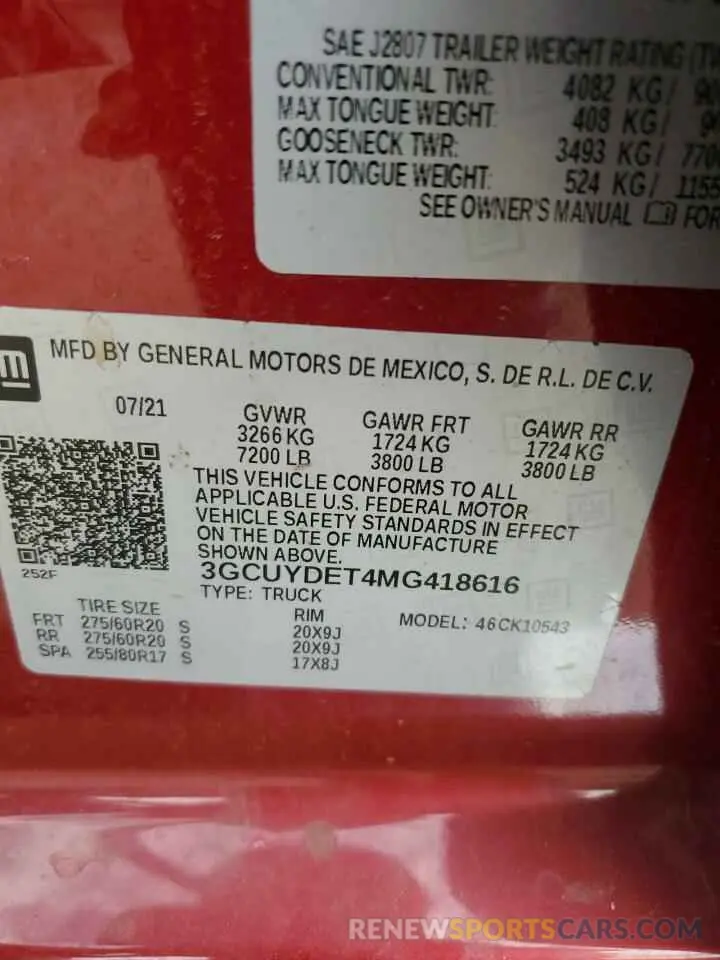 SAE J2807 TRAILER WEIGHT RATING
CONVENTIONAL TWR: 4082 KG/
MAX TONGUE WEIGHT: 408 KG/
GOOSENECK TWR: 3493 KG/ 770
MAX TONGUE WEIGHT: 524 KG/ 1155
SEE OWNER'S MANUAL FOR
gm
MFD BY GENERAL MOTORS DE MEXICO, S. DE R.L. DE C.V.
07/21 GVWR GAWR FRT GAWR RR
3266 KG 1724 KG 1724 KG
7200 LB 3800 LB 3800 LB
THIS VEHICLE CONFORMS TO ALL
APPLICABLE U.S. FEDERAL MOTOR
VEHICLE SAFETY STANDARDS IN EFFECT
ON THE DATE OF MANUFACTURE
SHOWN ABOVE.
252F
3GCUYDET4MG418616
TYPE: TRUCK
TIRE SIZE RIM MODEL: 46CK10543
FRT 275/60R20 S 20X9J
RR 275/60R20 S 20X9J
SPA 255/80R17 S 17X8J
RENEWSPORTSCARS.COM